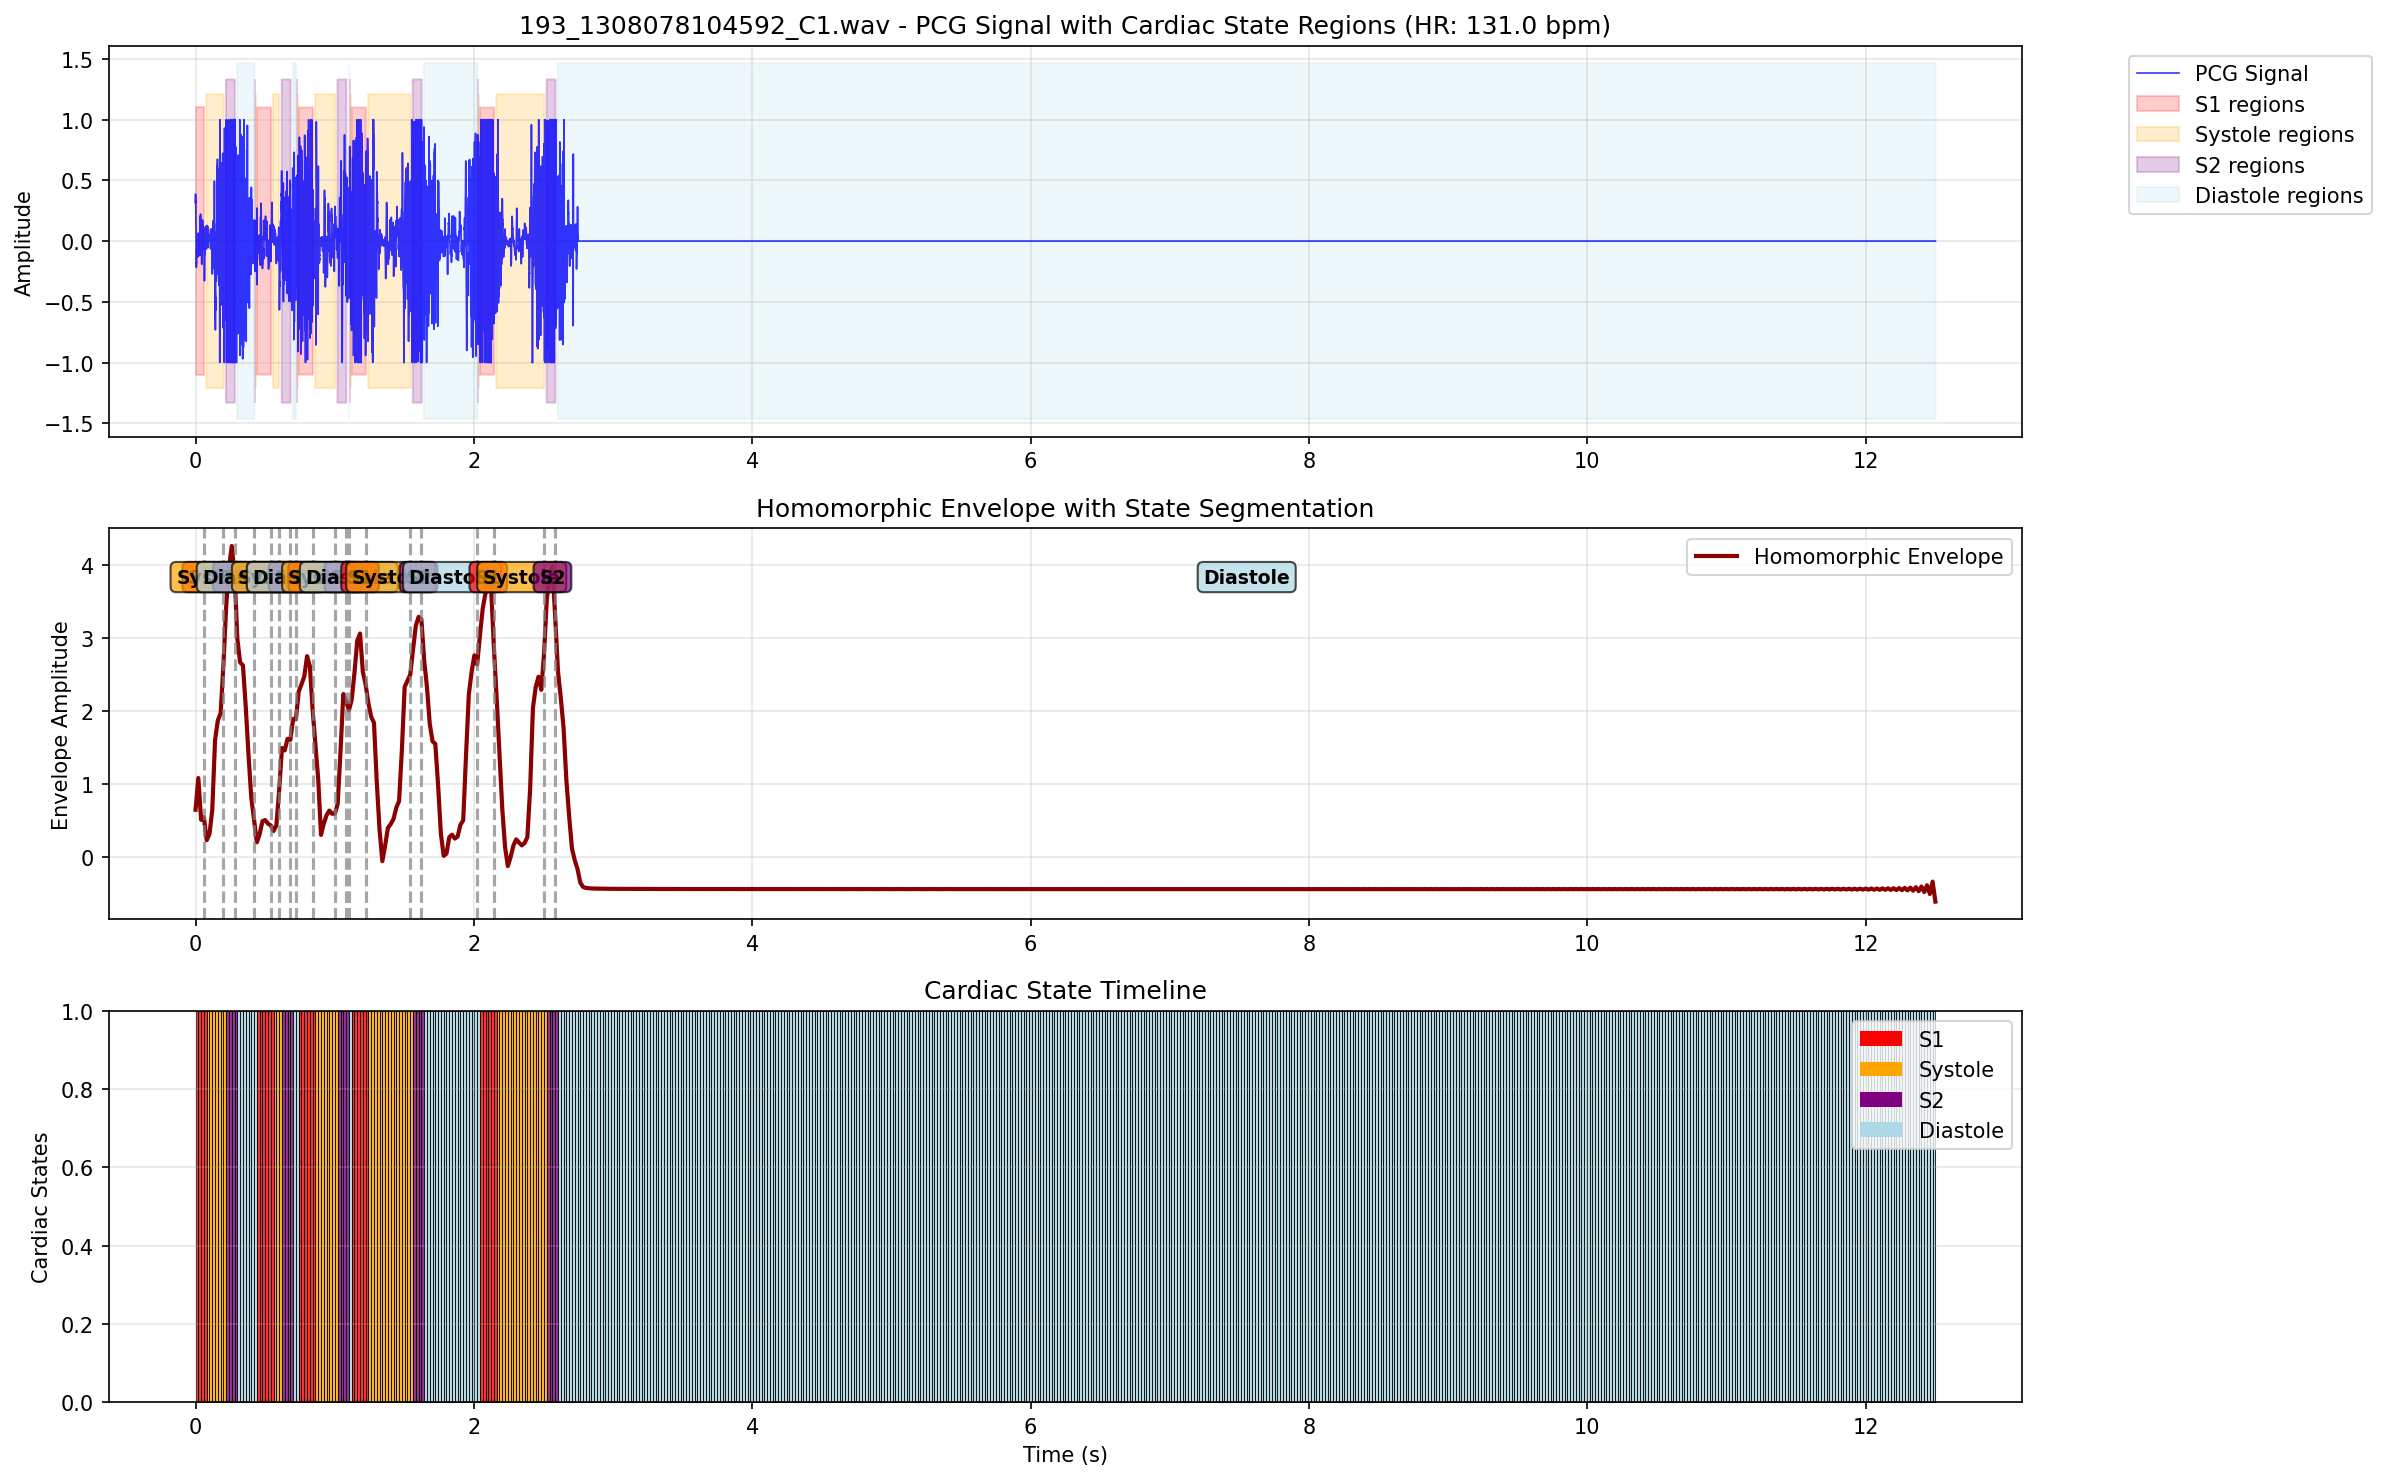 193_1308078104592_C1.wav - PCG Signal with Cardiac State Regions (HR: 131.0 bpm)
Amplitude
1.5
1.0
0.5
0.0
−0.5
−1.0
−1.5
0 2 4 6 8 10 12
PCG Signal
S1 regions
Systole regions
S2 regions
Diastole regions
Homomorphic Envelope with State Segmentation
Envelope Amplitude
4
3
2
1
0
Diasto
Systo
S2
Diastole
Homomorphic Envelope
0 2 4 6 8 10 12
Cardiac State Timeline
Cardiac States
1.0
0.8
0.6
0.4
0.2
0.0
S1
Systole
S2
Diastole
0 2 4 6 8 10 12
Time (s)